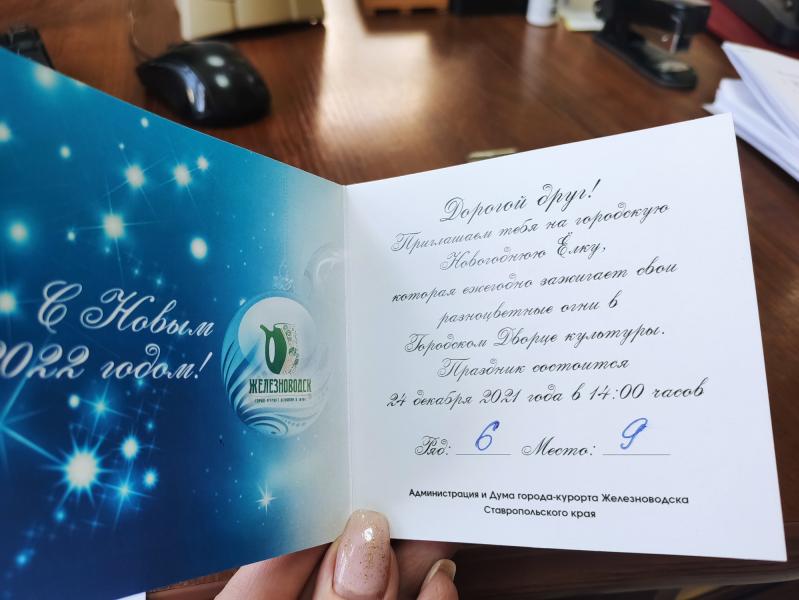 С Новым
2022 годом!
ЖЕЛЕЗНОВОДСК
Дорогой друг!
Приглашаем тебя на городскую
Новогоднюю Ёлку,
которая ежегодно зажигает свои
разноцветные огни в
Городском Дворце культуры.
Праздник состоится
24 декабря 2021 года в 14:00 часов
Ряд: 6 Место: 9
Администрация и Дума города-курорта Железноводска
Ставропольского края